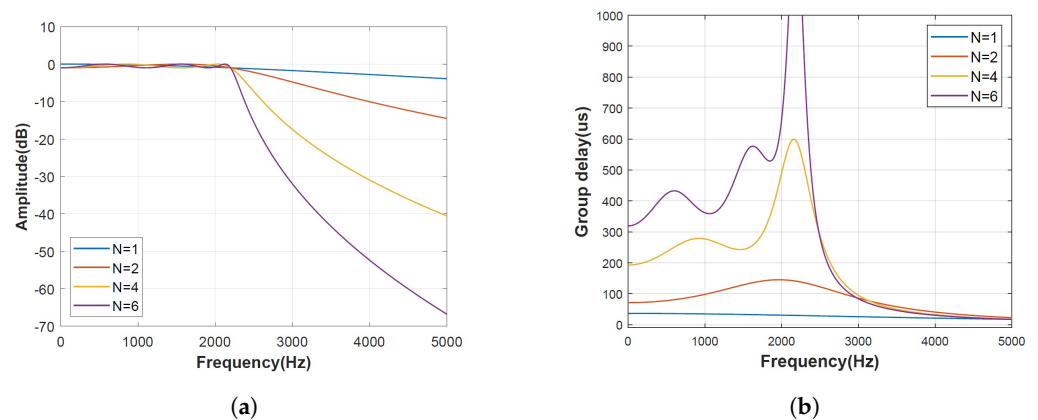 10
0
-10
-20
-30
-40
-50
-60
-70
Amplitude(dB)
N=1
N=2
N=4
N=6
0 1000 2000 3000 4000 5000
Frequency(Hz)
(a)
1000
900
800
700
600
500
400
300
200
100
0
Group delay(us)
N=1
N=2
N=4
N=6
0 1000 2000 3000 4000 5000
Frequency(Hz)
(b)